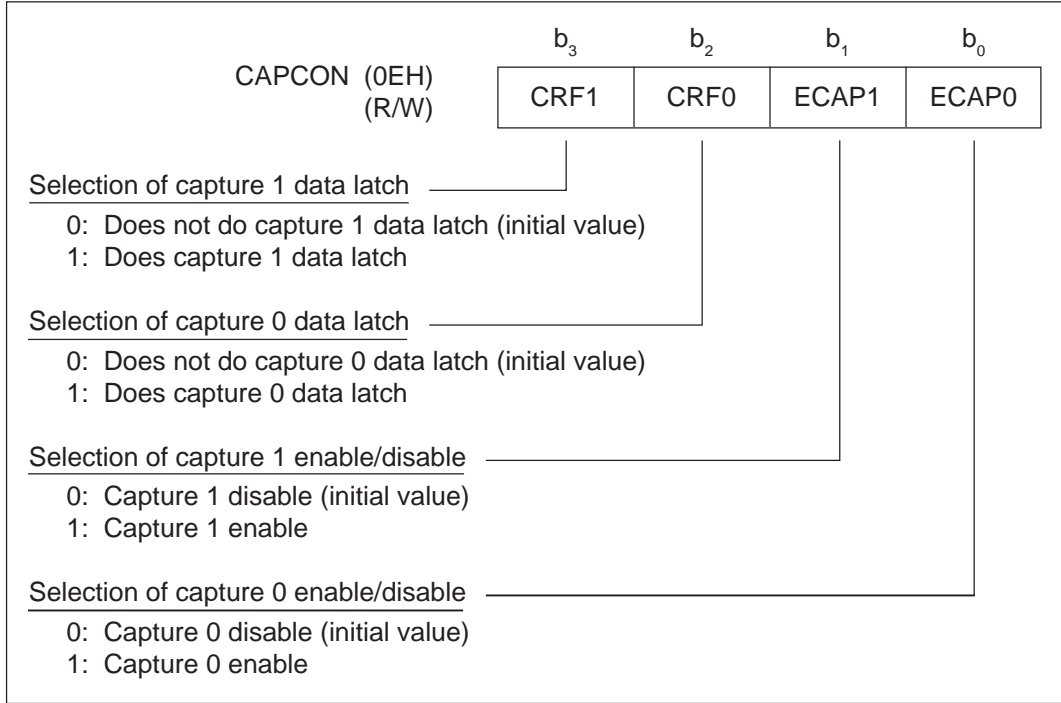 b3 b2 b1 b0
CAPCON (0EH)
(R/W)
CRF1 CRF0 ECAP1 ECAP0
Selection of capture 1 data latch
0: Does not do capture 1 data latch (initial value)
1: Does capture 1 data latch
Selection of capture 0 data latch
0: Does not do capture 0 data latch (initial value)
1: Does capture 0 data latch
Selection of capture 1 enable/disable
0: Capture 1 disable (initial value)
1: Capture 1 enable
Selection of capture 0 enable/disable
0: Capture 0 disable (initial value)
1: Capture 0 enable